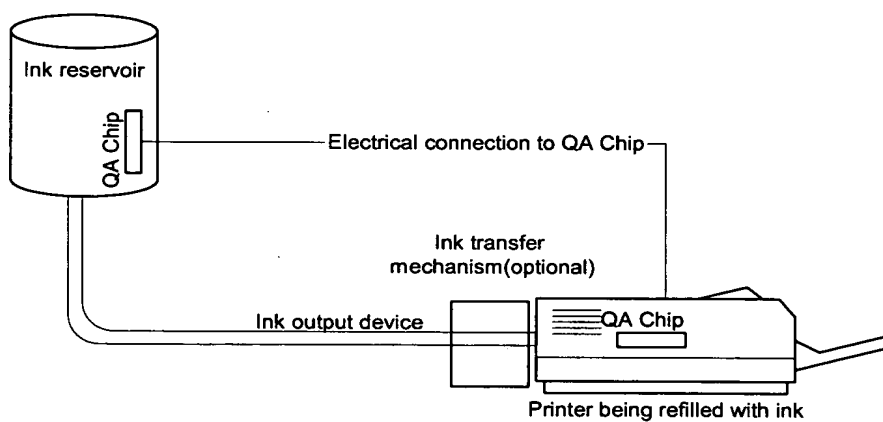 Ink reservoir
QA Chip
Electrical connection to QA Chip
Ink transfer
mechanism(optional)
Ink output device
QA Chip
Printer being refilled with ink